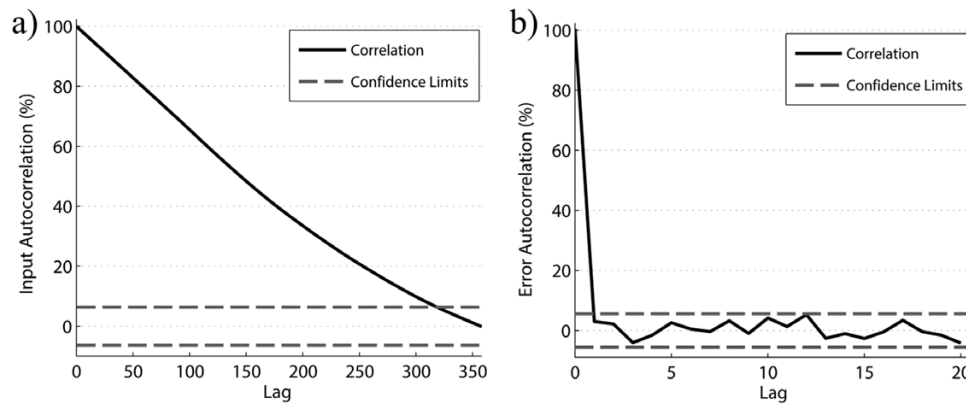 a)
Input Autocorrelation (%)
100
80
60
40
20
0
0 50 100 150 200 250 300 350
Lag
Correlation
Confidence Limits
b)
Error Autocorrelation (%)
100
80
60
40
20
0
0 5 10 15 20
Lag
Correlation
Confidence Limits